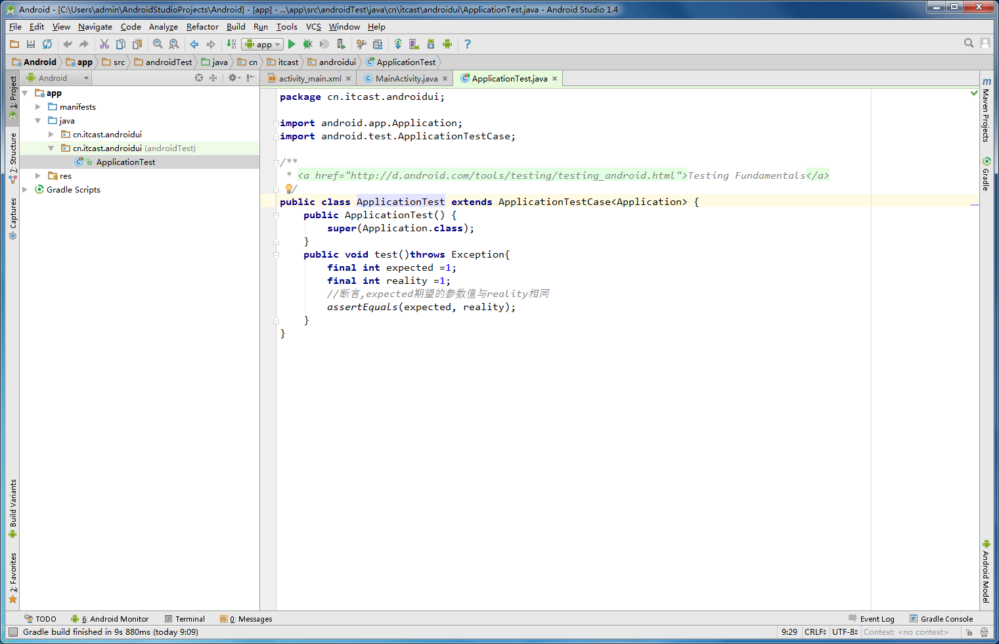 Android - [C:\Users\admin\AndroidStudioProjects\Android] - [app] - ...\app\src\androidTest\java\cn\itcast\androidui\ApplicationTest.java - Android Studio 1.4
File Edit View Navigate Code Analyze Refactor Build Run Tools VCS Window Help
app
Android app src androidTest java cn itcast androidui ApplicationTest
Android
activity_main.xml MainActivity.java ApplicationTest.java
1: Project
7: Structure
Captures
Build Variants
2: Favorites
app
manifests
java
cn.itcast.androidui
cn.itcast.androidui (androidTest)
ApplicationTest
res
Gradle Scripts
package cn.itcast.androidui;
import android.app.Application;
import android.test.ApplicationTestCase;
/**
* <a href="http://d.android.com/tools/testing/testing_android.html">Testing Fundamentals</a>
/
public class ApplicationTest extends ApplicationTestCase<Application> {
public ApplicationTest() {
super(Application.class);
}
public void test()throws Exception{
final int expected =1;
final int reality =1;
//断言,expected期望的参数值与reality相同
assertEquals(expected, reality);
}
}
m
Maven Projects
Gradle
Android Model
TODO 6: Android Monitor Terminal 0: Messages Event Log Gradle Console
Gradle build finished in 9s 880ms (today 9:09) 9:29 CRLF UTF-8 Context: <no context>